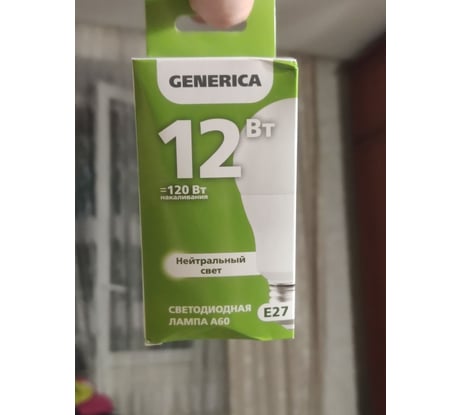 GENERICA
12 Вт
=120 Вт
накаливания
Нейтральный
свет
СВЕТОДИОДНАЯ
ЛАМПА А60
E27